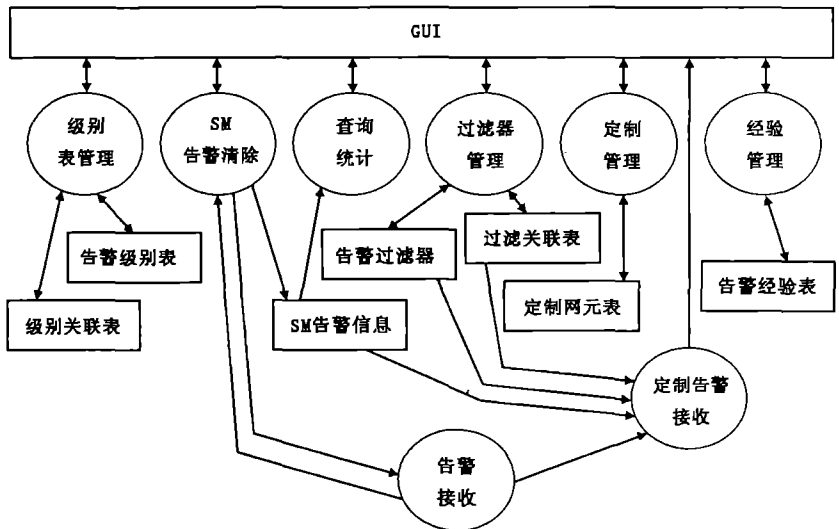 GUI
级别
表管理
SM
告警清除
查询
统计
过滤器
管理
定制
管理
经验
管理
告警级别表
级别关联表
SM告警信息
告警过滤器
过滤关联表
定制网元表
告警经验表
定制告警
接收
告警
接收